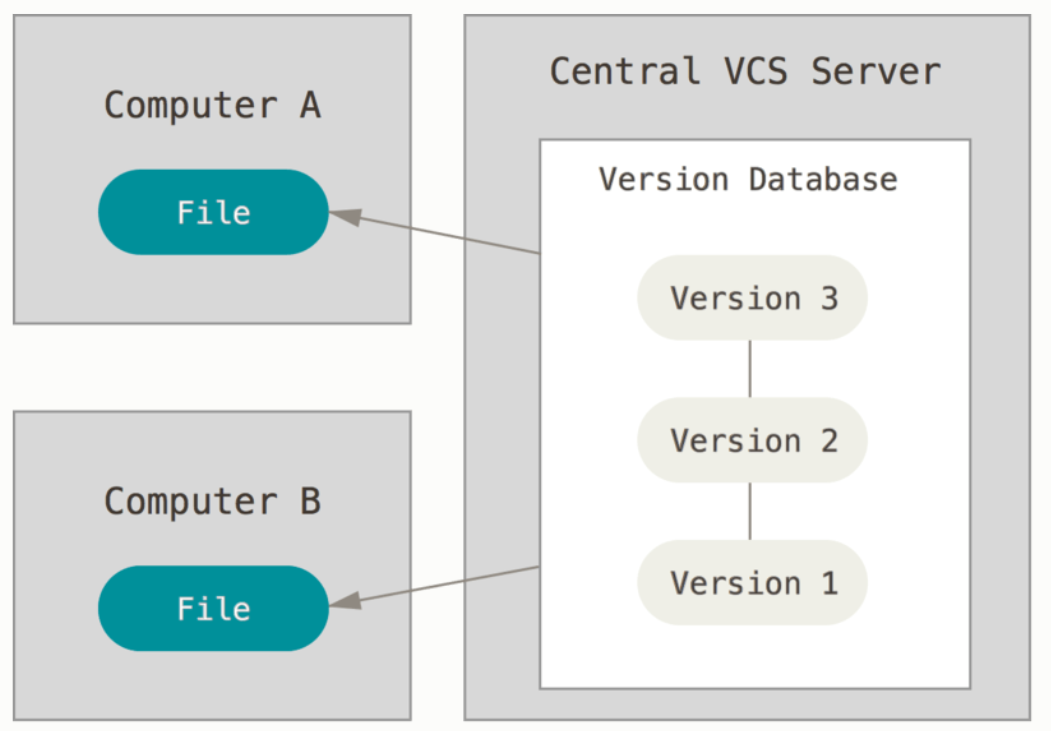 Computer A
File
Computer B
File
Central VCS Server
Version Database
Version 3
Version 2
Version 1